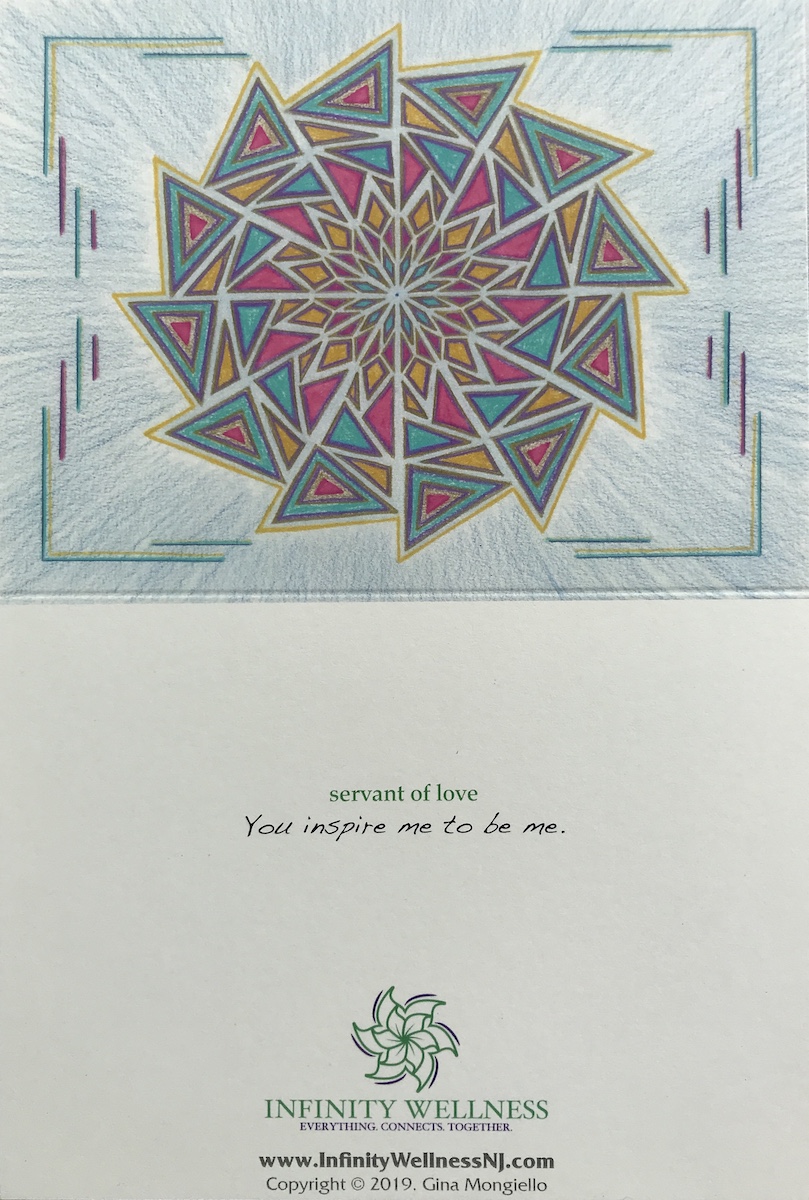 servant of love
You inspire me to be me.
INFINITY WELLNESS
EVERYTHING. CONNECTS. TOGETHER.
www.InfinityWellnessNJ.com
Copyright © 2019. Gina Mongiello